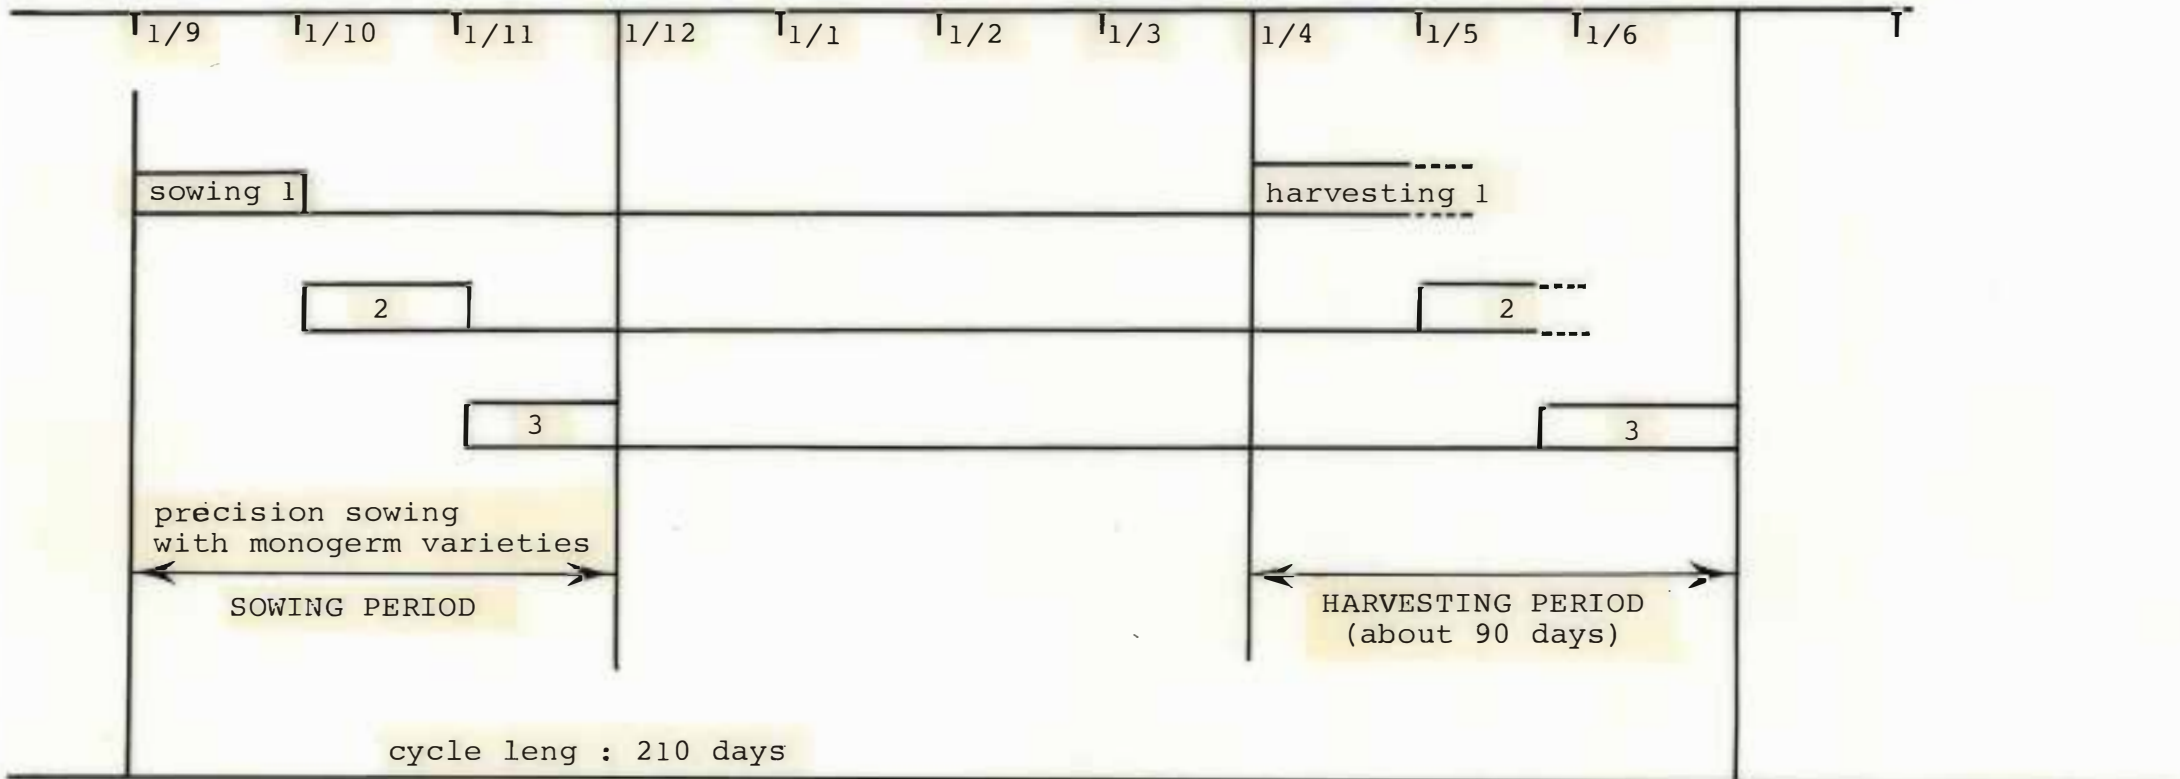 1/9 1/10 1/11 1/12 1/1 1/2 1/3 1/4 1/5 1/6
sowing 1 harvesting 1
2 2
3 3
precision sowing
with monogerm varieties
SOWING PERIOD
HARVESTING PERIOD
(about 90 days)
cycle leng : 210 days